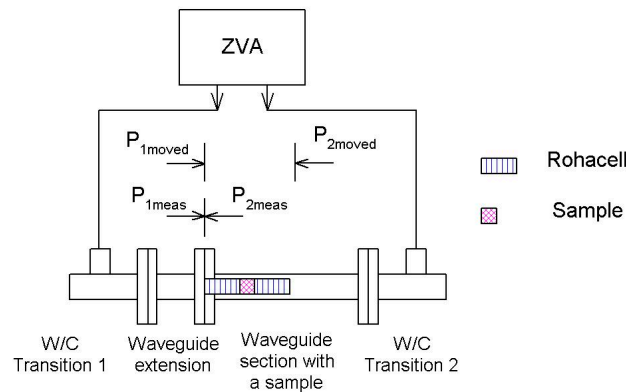 ZVA
P1moved
P2moved
P1meas
P2meas
Rohacell
Sample
W/C
Transition 1
Waveguide
extension
Waveguide
section with
a sample
W/C
Transition 2